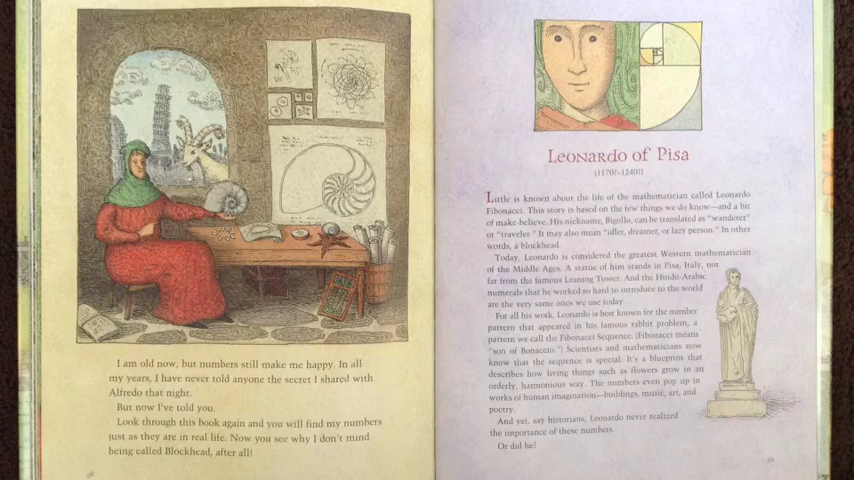 I am old now, but numbers still make me happy. In all
my years, I have never told anyone the secret I shared with
Alfredo that night.
But now I've told you.
Look through this book again and you will find my numbers
just as they are in real life. Now you see why I don't mind
being called Blockhead, after all!
38
Leonardo of Pisa
(1170?–1240?)
Little is known about the life of the mathematician called Leonardo
Fibonacci. This story is based on the few things we do know—and a bit
of make-believe. His nickname, Bigollo, can be translated as "wanderer"
or "traveler." It may also mean "idler, dreamer, or lazy person." In other
words, a blockhead.
Today, Leonardo is considered the greatest Western mathematician
of the Middle Ages. A statue of him stands in Pisa, Italy, not
far from the famous Leaning Tower. And the Hindu-Arabic
numerals that he worked so hard to introduce to the world
are the very same ones we use today.
For all his work, Leonardo is best known for the number
pattern that appeared in his famous rabbit problem, a
pattern we call the Fibonacci Sequence. (Fibonacci means
"son of Bonaccio.") Scientists and mathematicians now
know that the sequence is special: It's a blueprint that
describes how living things such as flowers grow in an
orderly, harmonious way. The numbers even pop up in
works of human imagination—buildings, music, art, and
poetry.
And yet, say historians, Leonardo never realized
the importance of these numbers.
Or did he?
39